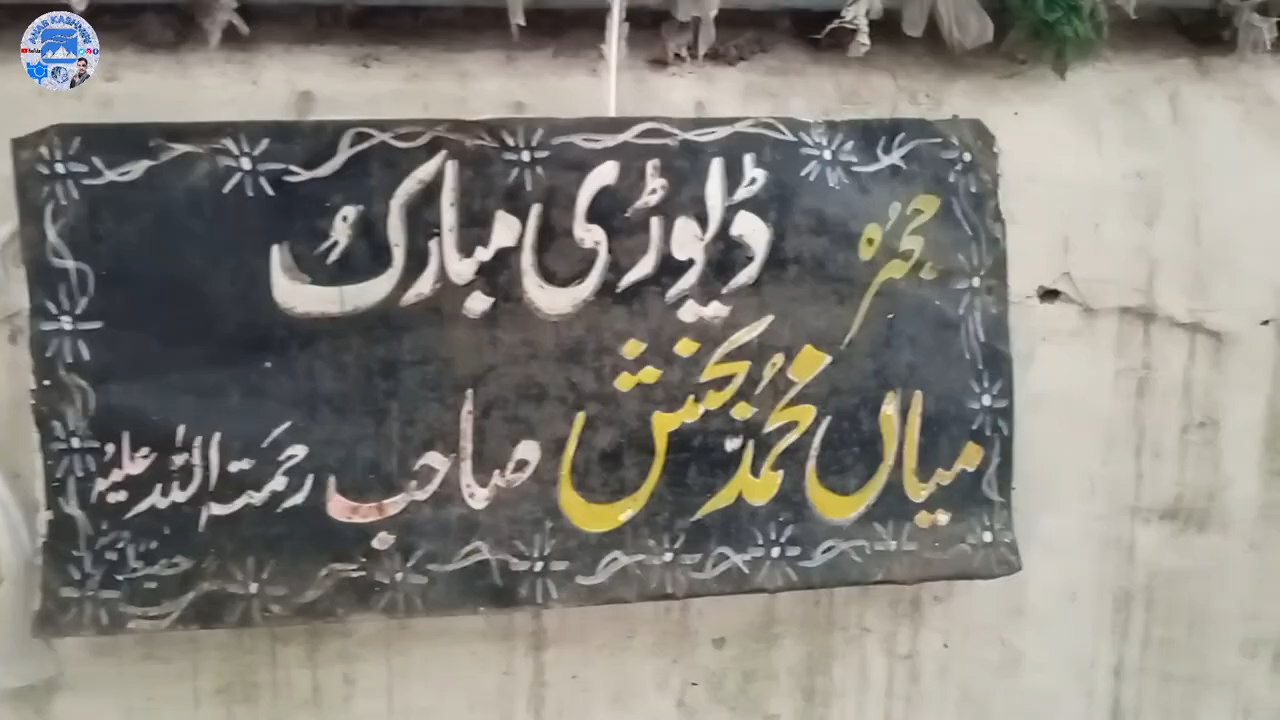 حجرہ
ڈیوڑی مبارک
میاں محمد بخش صاحب رحمتہ اللہ علیہ